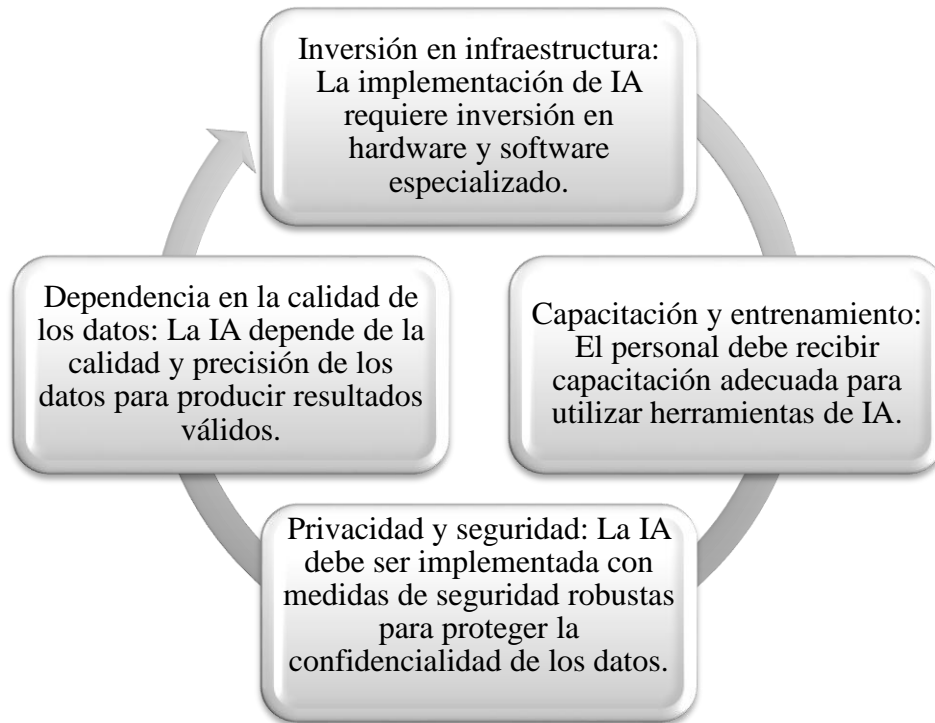 Inversión en infraestructura:
La implementación de IA
requiere inversión en
hardware y software
especializado.
Capacitación y entrenamiento:
El personal debe recibir
capacitación adecuada para
utilizar herramientas de IA.
Privacidad y seguridad: La IA
debe ser implementada con
medidas de seguridad robustas
para proteger la
confidencialidad de los datos.
Dependencia en la calidad de
los datos: La IA depende de la
calidad y precisión de los
datos para producir resultados
válidos.